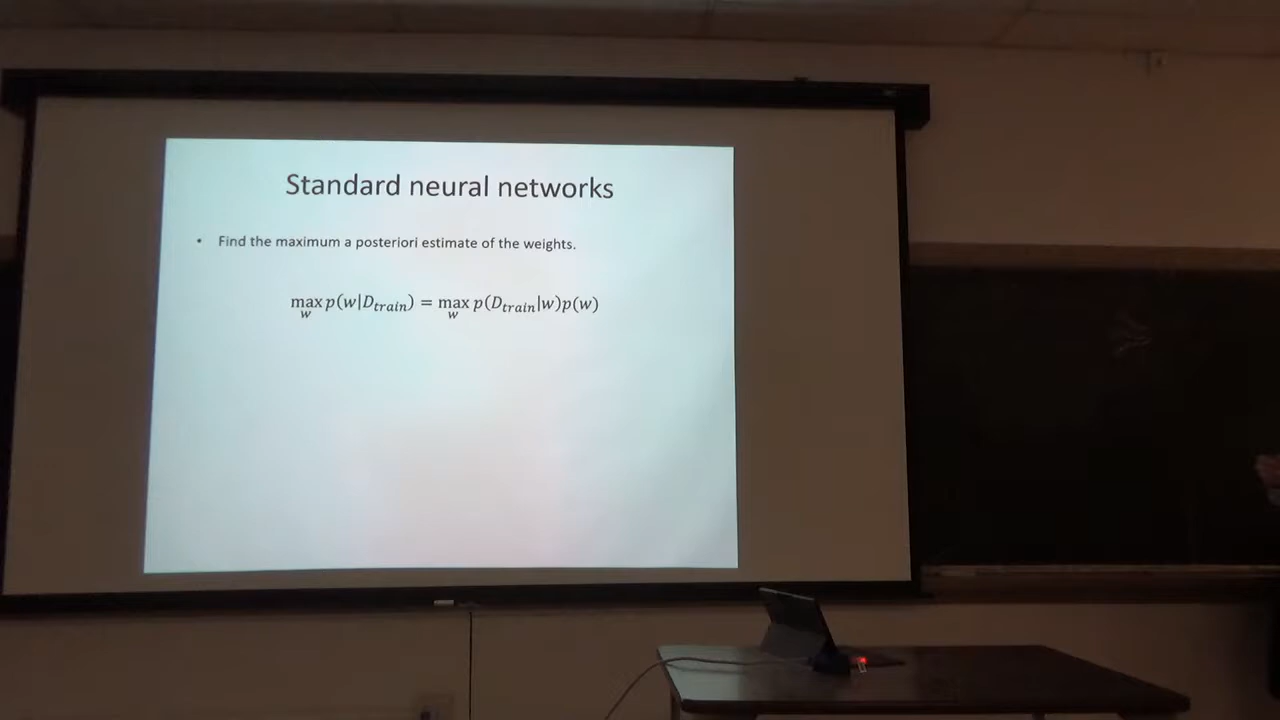 Standard neural networks
• Find the maximum a posteriori estimate of the weights.
max p(w|D_train) = max p(D_train|w)p(w)
w w